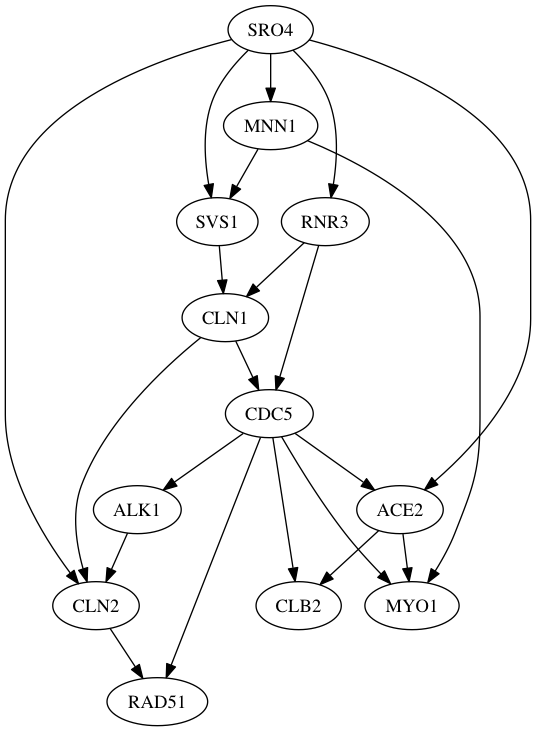 SRO4
MNN1
SVS1
RNR3
CLN1
CDC5
ALK1
ACE2
CLN2
CLB2
MYO1
RAD51